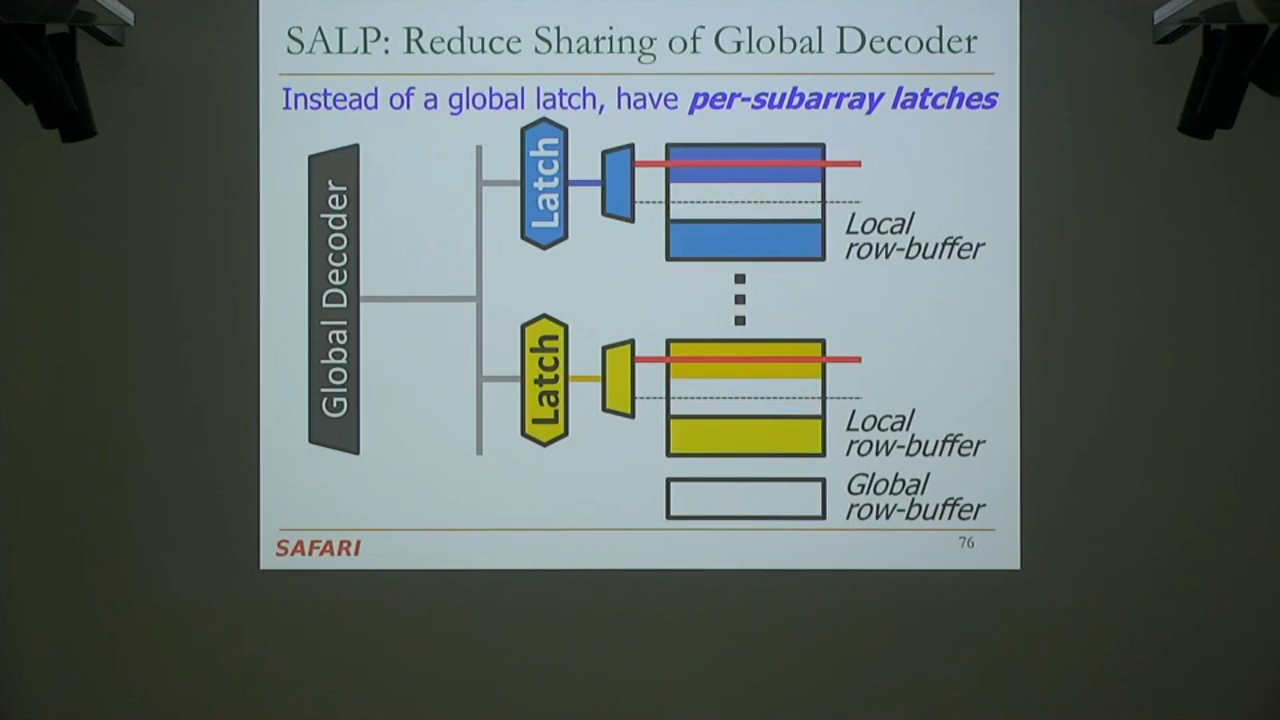 SALP: Reduce Sharing of Global Decoder
Instead of a global latch, have per-subarray latches
Global Decoder
Latch
Local
row-buffer
Latch
Local
row-buffer
Global
row-buffer
SAFARI
76